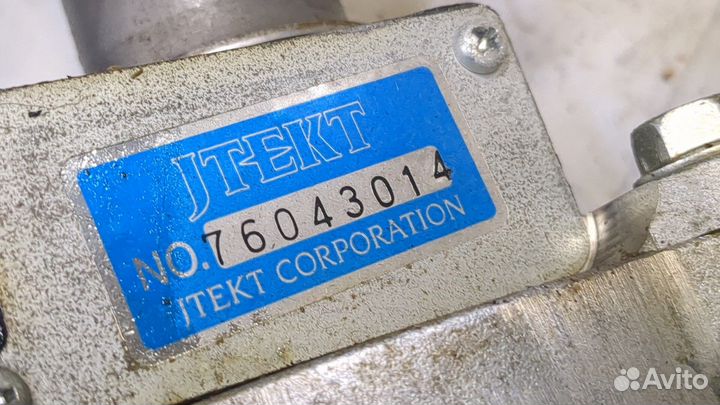 JTEKT
NO.76043014
JTEKT CORPORATION
Avito